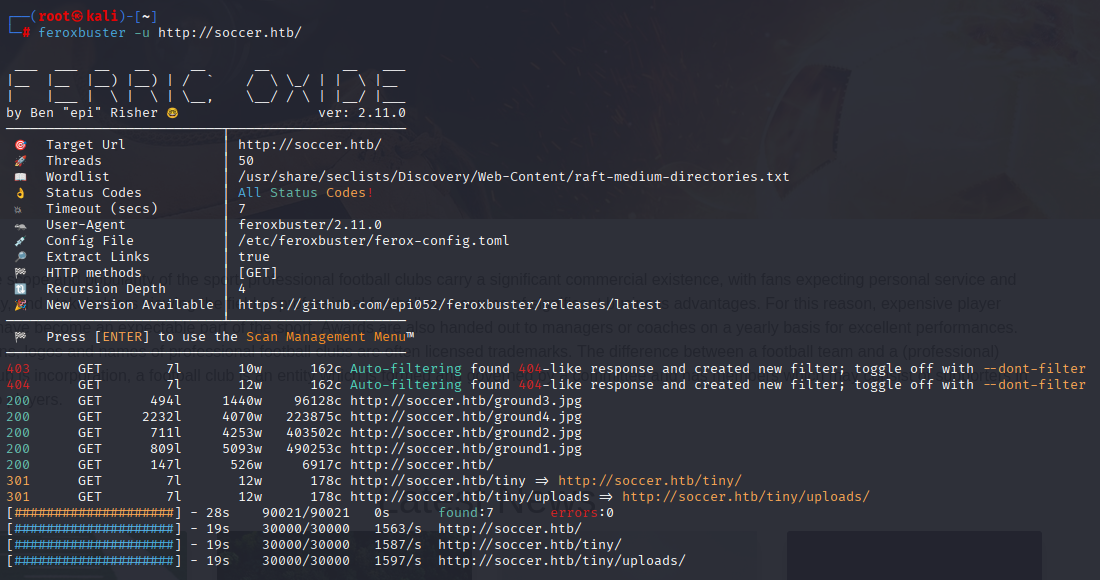 ┌──(root㉿kali)-[~]
└─# feroxbuster -u http://soccer.htb/
FERRIC OXIDE
by Ben "epi" Risher 🤓 ver: 2.11.0
🎯 Target Url │ http://soccer.htb/
🚀 Threads │ 50
📖 Wordlist │ /usr/share/seclists/Discovery/Web-Content/raft-medium-directories.txt
👌 Status Codes │ All Status Codes!
💥 Timeout (secs) │ 7
🦡 User-Agent │ feroxbuster/2.11.0
💉 Config File │ /etc/feroxbuster/ferox-config.toml
🔎 Extract Links │ true
🏁 HTTP methods │ [GET]
🔃 Recursion Depth │ 4
🎉 New Version Available │ https://github.com/epi052/feroxbuster/releases/latest
🏁 Press [ENTER] to use the Scan Management Menu™
403 GET 7l 10w 162c Auto-filtering found 404-like response and created new filter; toggle off with --dont-filter
404 GET 7l 12w 162c Auto-filtering found 404-like response and created new filter; toggle off with --dont-filter
200 GET 494l 1440w 96128c http://soccer.htb/ground3.jpg
200 GET 2232l 4070w 223875c http://soccer.htb/ground4.jpg
200 GET 711l 4253w 403502c http://soccer.htb/ground2.jpg
200 GET 809l 5093w 490253c http://soccer.htb/ground1.jpg
200 GET 147l 526w 6917c http://soccer.htb/
301 GET 7l 12w 178c http://soccer.htb/tiny => http://soccer.htb/tiny/
301 GET 7l 12w 178c http://soccer.htb/tiny/uploads => http://soccer.htb/tiny/uploads/
[####################] - 28s 90021/90021 0s found:7 errors:0
[####################] - 19s 30000/30000 1563/s http://soccer.htb/
[####################] - 19s 30000/30000 1587/s http://soccer.htb/tiny/
[####################] - 19s 30000/30000 1597/s http://soccer.htb/tiny/uploads/